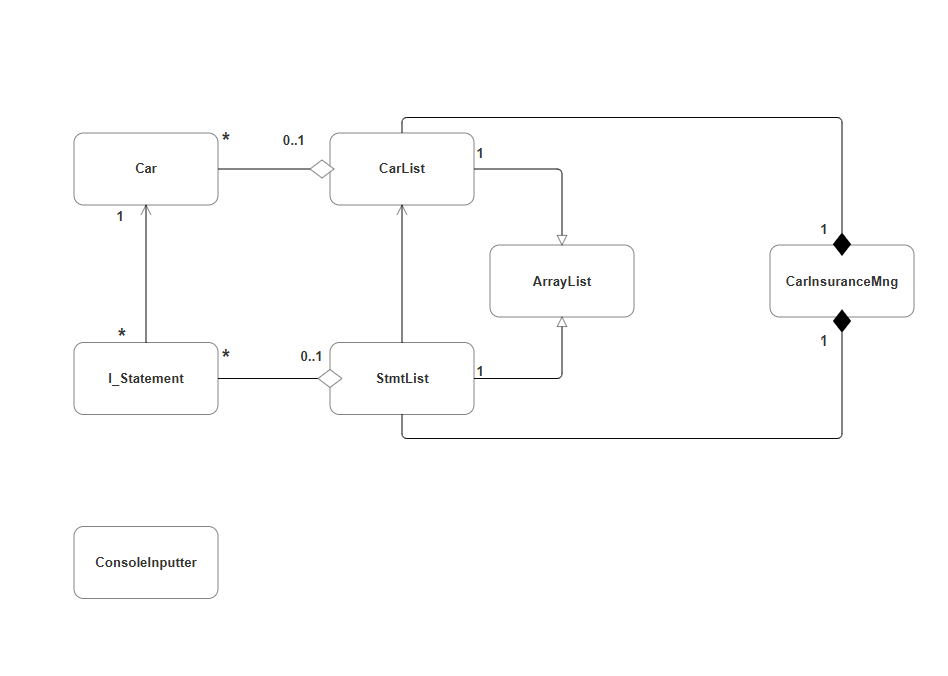 * 0..1
Car CarList 1
1 1
ArrayList CarInsuranceMng
* 1
* 0..1
I_Statement StmtList 1
ConsoleInputter